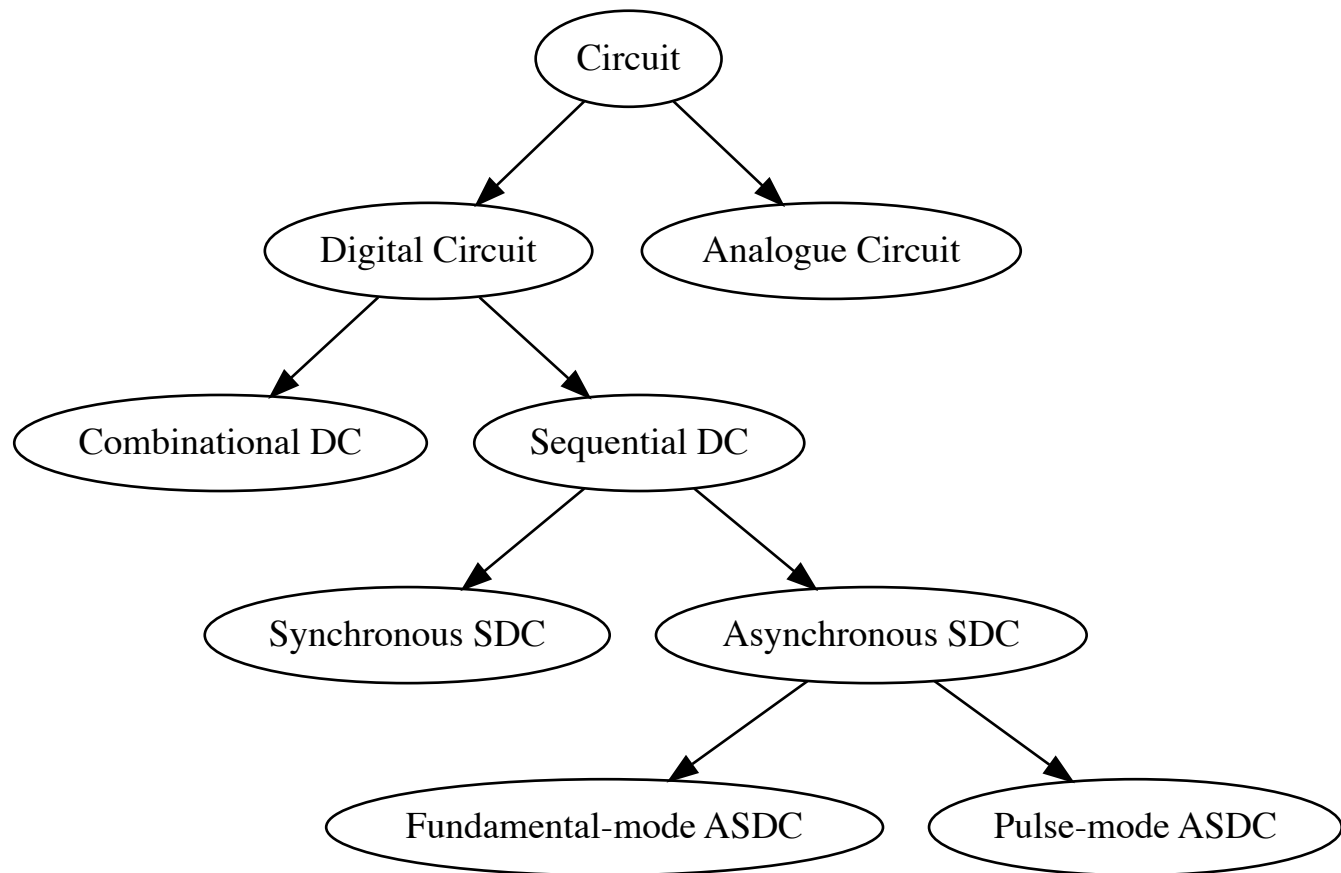 Circuit
Digital Circuit
Analogue Circuit
Combinational DC
Sequential DC
Synchronous SDC
Asynchronous SDC
Fundamental-mode ASDC
Pulse-mode ASDC